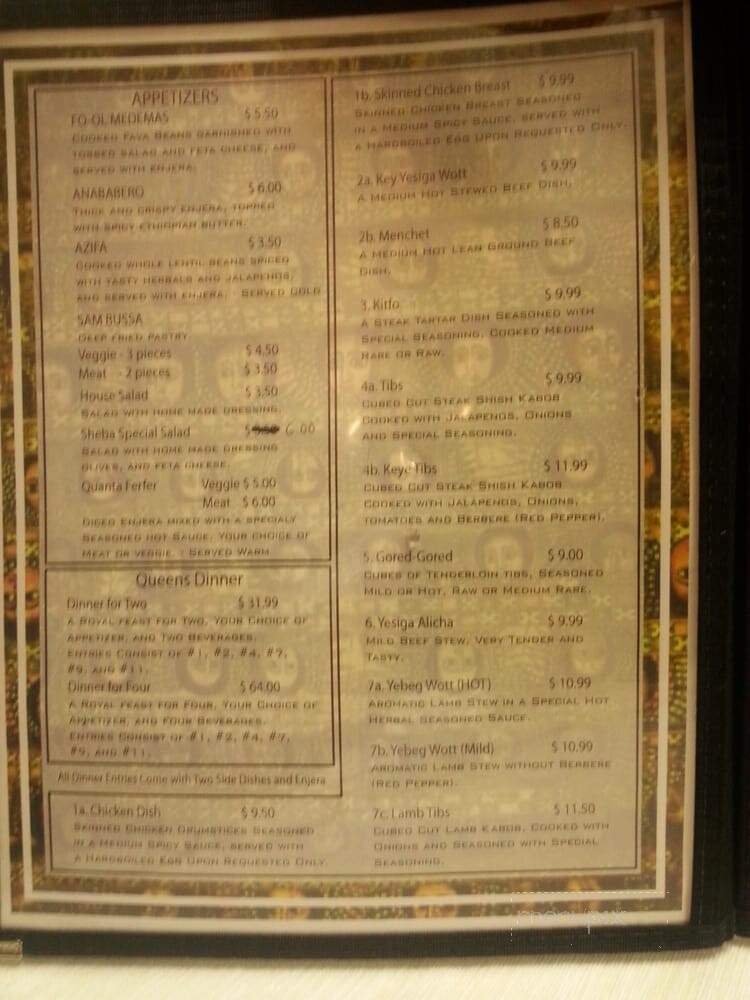 APPETIZERS
FO-OL MEDEMAS $ 5.50
COOKED FAVA BEANS GARNISHED WITH
TOSSED SALAD AND FETA CHEESE, AND
SERVED WITH ENJERA.
ANABABERO $ 6.00
THICK AND CRISPY ENJERA, TOPPED
WITH SPICY ETHIOPIAN BUTTER.
AZIFA $ 3.50
COOKED WHOLE LENTIL BEANS SPICED
WITH TASTY HERBALS AND JALAPENOS,
AND SERVED WITH ENJERA. SERVED COLD
SAM BUSSA
DEEP FRIED PASTRY
Veggie - 3 pieces $ 4.50
Meat - 2 pieces $ 3.50
House Salad $ 3.50
SALAD WITH HOME MADE DRESSING.
Sheba Special Salad 6.00
SALAD WITH HOME MADE DRESSING
OLIVES, AND FETA CHEESE.
Quanta Ferfer Veggie $ 5.00
Meat $ 6.00
DICED ENJERA MIXED WITH A SPECIALY
SEASONED HOT SAUCE. YOUR CHOICE OF
MEAT OR VEGGIE. SERVED WARM
Queens Dinner
Dinner for Two $ 31.99
A ROYAL FEAST FOR TWO, YOUR CHOICE OF
APPETIZER, AND TWO BEVERAGES.
ENTRIES CONSIST OF #1, #2, #4, #7,
#9, AND #11.
Dinner for Four $ 64.00
A ROYAL FEAST FOR FOUR, YOUR CHOICE OF
APPETIZER, AND FOUR BEVERAGES.
ENTRIES CONSIST OF #1, #2, #4, #7,
#9, AND #11.
All Dinner Entries Come with Two Side Dishes and Enjera
1a. Chicken Dish $ 9.50
SKINNED CHICKEN DRUMSTICKS SEASONED
IN A MEDIUM SPICY SAUCE, SERVED WITH
A HARDBOILED EGG UPON REQUESTED ONLY.
1b. Skinned Chicken Breast $ 9.99
SKINNED CHICKEN BREAST SEASONED
IN A MEDIUM SPICY SAUCE, SERVED WITH
A HARDBOILED EGG UPON REQUESTED ONLY.
2a. Key Yesiga Wott $ 9.99
A MEDIUM HOT STEWED BEEF DISH.
2b. Menchet $ 8.50
A MEDIUM HOT LEAN GROUND BEEF
DISH.
3. Kitfo $ 9.99
A STEAK TARTAR DISH SEASONED WITH
SPECIAL SEASONING, COOKED MEDIUM
RARE OR RAW.
4a. Tibs $ 9.99
CUBED CUT STEAK SHISH KABOB
COOKED WITH JALAPENOS, ONIONS
AND SPECIAL SEASONING.
4b. Keye Tibs $ 11.99
CUBED CUT STEAK SHISH KABOB
COOKED WITH JALAPENOS, ONIONS,
TOMATOES AND BERBERE (RED PEPPER).
5. Gored-Gored $ 9.00
CUBES OF TENDERLOIN TIBS, SEASONED
MILD OR HOT, RAW OR MEDIUM RARE.
6. Yesiga Alicha $ 9.99
MILD BEEF STEW, VERY TENDER AND
TASTY.
7a. Yebeg Wott (HOT) $ 10.99
AROMATIC LAMB STEW IN A SPECIAL HOT
HERBAL SEASONED SAUCE.
7b. Yebeg Wott (Mild) $ 10.99
AROMATIC LAMB STEW WITHOUT BERBERE
(RED PEPPER).
7c. Lamb Tibs $ 11.50
CUBED CUT LAMB KABOB, COOKED WITH
ONIONS AND SEASONED WITH SPECIAL
SEASONING.